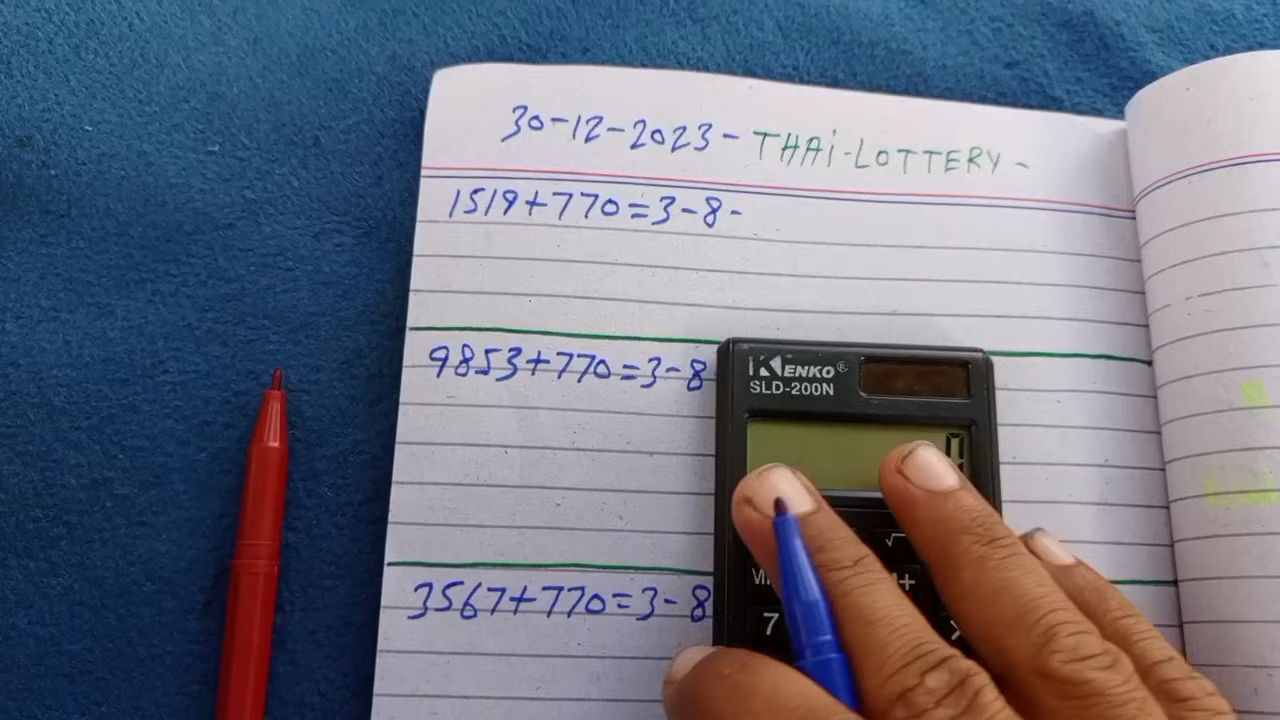 30-12-2023- THAi-LOTTERY-
1519+770=3-8-
9853+770=3-8
KENKO®
SLD-200N
√
M+
7
3567+770=3-8